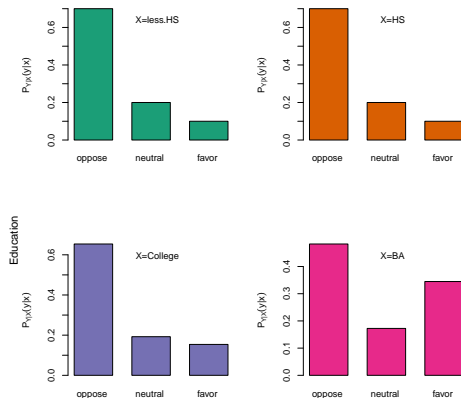 X=less.HS
P_{Y|X}(y|x)
0.0 0.2 0.4 0.6
oppose neutral favor
X=HS
P_{Y|X}(y|x)
0.0 0.2 0.4 0.6
oppose neutral favor
Education
X=College
P_{Y|X}(y|x)
0.0 0.2 0.4 0.6
oppose neutral favor
X=BA
P_{Y|X}(y|x)
0.0 0.1 0.2 0.3 0.4
oppose neutral favor